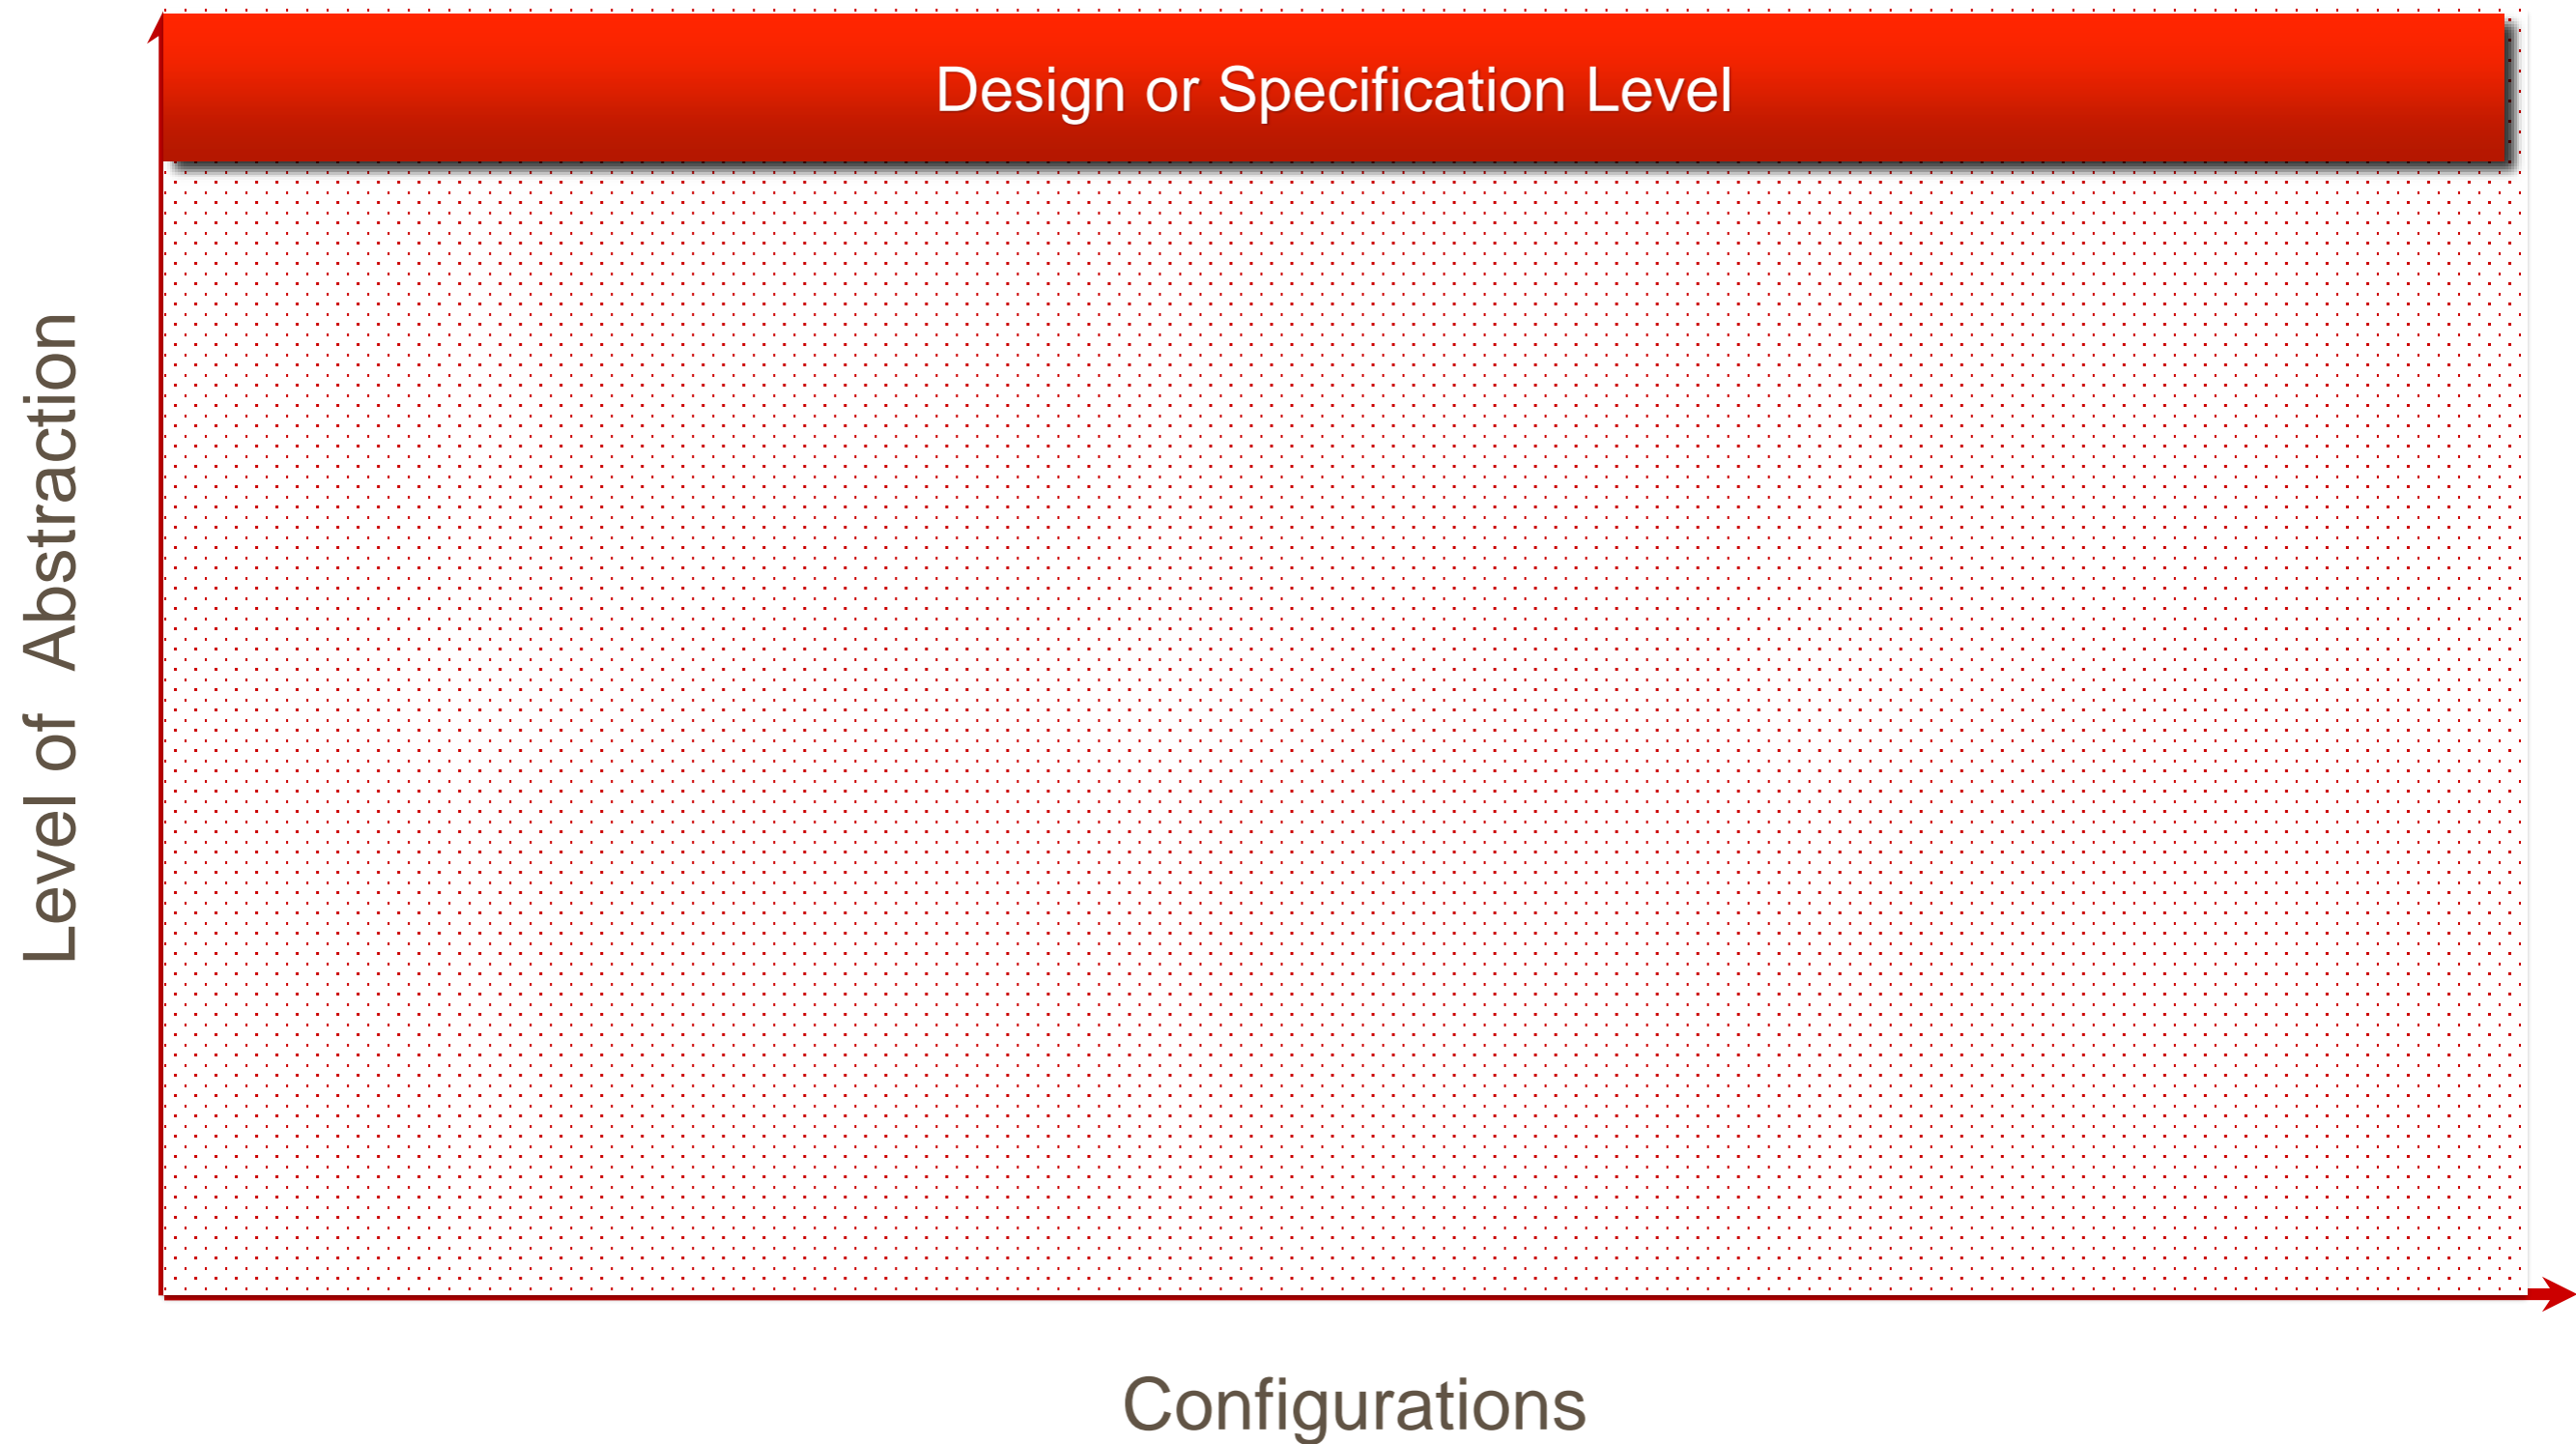 Design or Specification Level
Level of Abstraction
Configurations